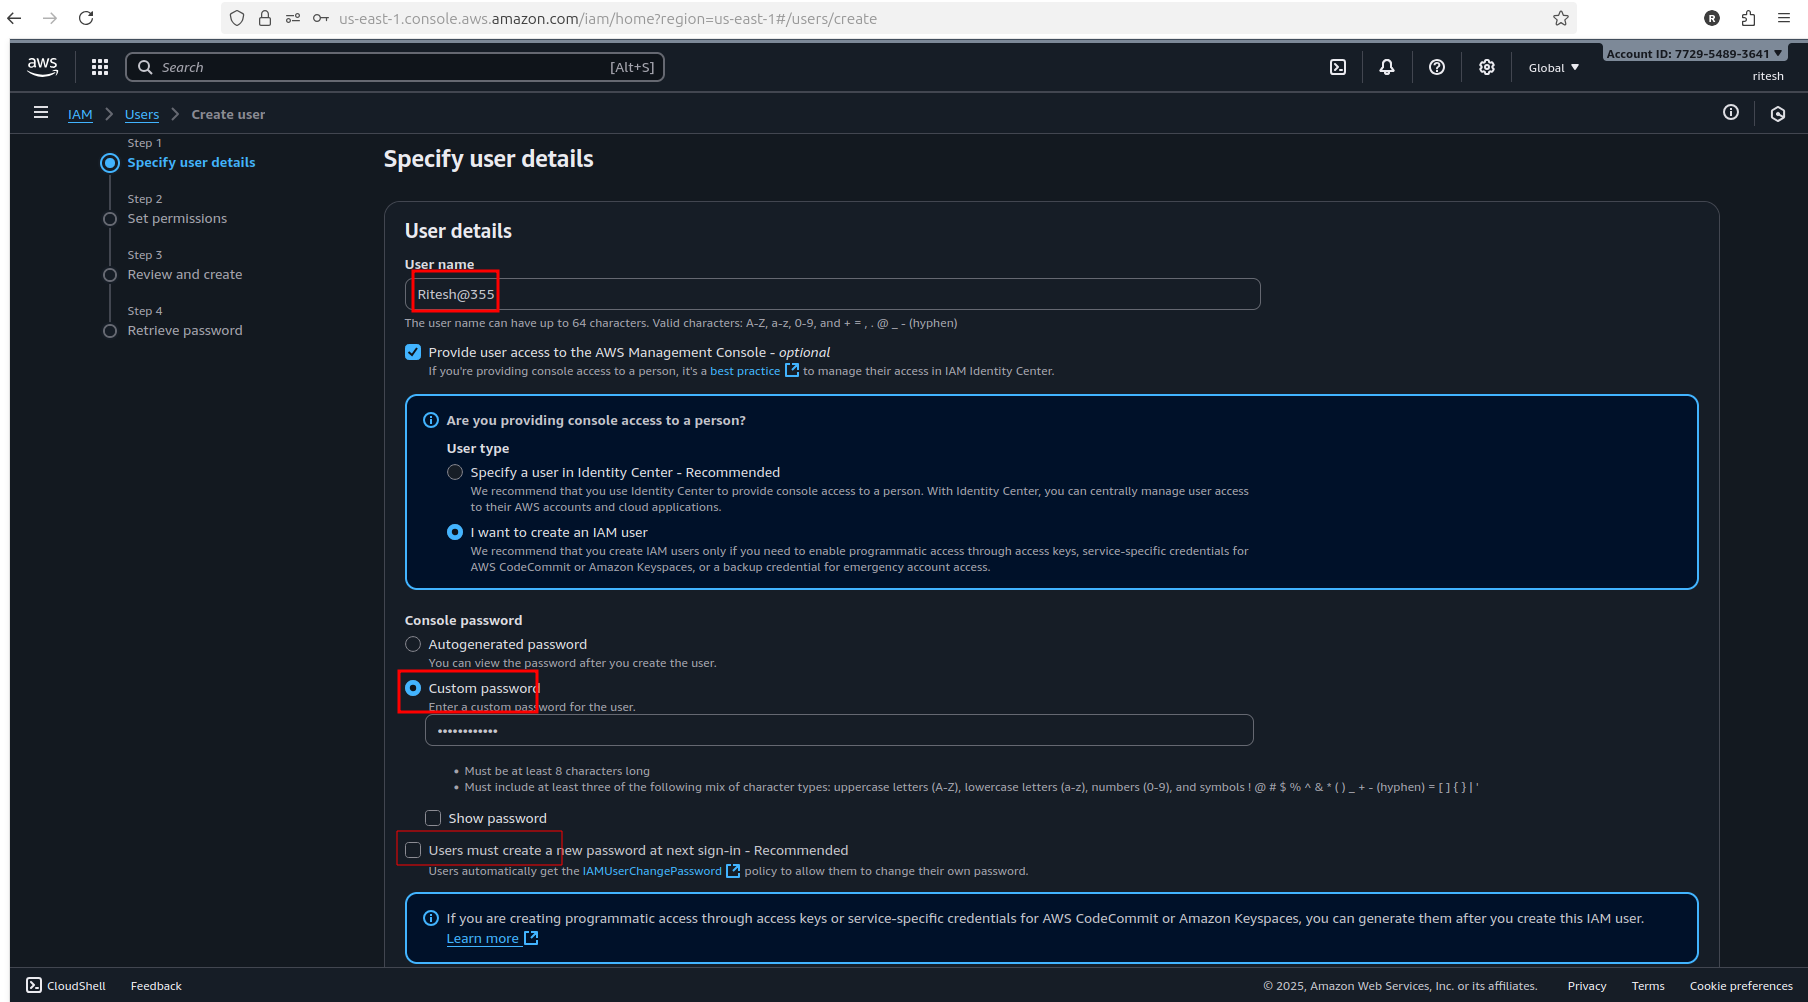 us-east-1.console.aws.amazon.com/iam/home?region=us-east-1#/users/create
R
aws
Search
[Alt+S]
Global
Account ID: 7729-5489-3641
ritesh
IAM
Users
Create user
Step 1
Specify user details
Step 2
Set permissions
Step 3
Review and create
Step 4
Retrieve password
Specify user details
User details
User name
Ritesh@355
The user name can have up to 64 characters. Valid characters: A-Z, a-z, 0-9, and + = , . @ _ - (hyphen)
Provide user access to the AWS Management Console - optional
If you're providing console access to a person, it's a best practice to manage their access in IAM Identity Center.
Are you providing console access to a person?
User type
Specify a user in Identity Center - Recommended
We recommend that you use Identity Center to provide console access to a person. With Identity Center, you can centrally manage user access
to their AWS accounts and cloud applications.
I want to create an IAM user
We recommend that you create IAM users only if you need to enable programmatic access through access keys, service-specific credentials for
AWS CodeCommit or Amazon Keyspaces, or a backup credential for emergency account access.
Console password
Autogenerated password
You can view the password after you create the user.
Custom password
Enter a custom password for the user.
••••••••••••
• Must be at least 8 characters long
• Must include at least three of the following mix of character types: uppercase letters (A-Z), lowercase letters (a-z), numbers (0-9), and symbols ! @ # $ % ^ & * ( ) _ + - (hyphen) = [ ] { } | '
Show password
Users must create a new password at next sign-in - Recommended
Users automatically get the IAMUserChangePassword policy to allow them to change their own password.
If you are creating programmatic access through access keys or service-specific credentials for AWS CodeCommit or Amazon Keyspaces, you can generate them after you create this IAM user.
Learn more
CloudShell
Feedback
© 2025, Amazon Web Services, Inc. or its affiliates.
Privacy
Terms
Cookie preferences